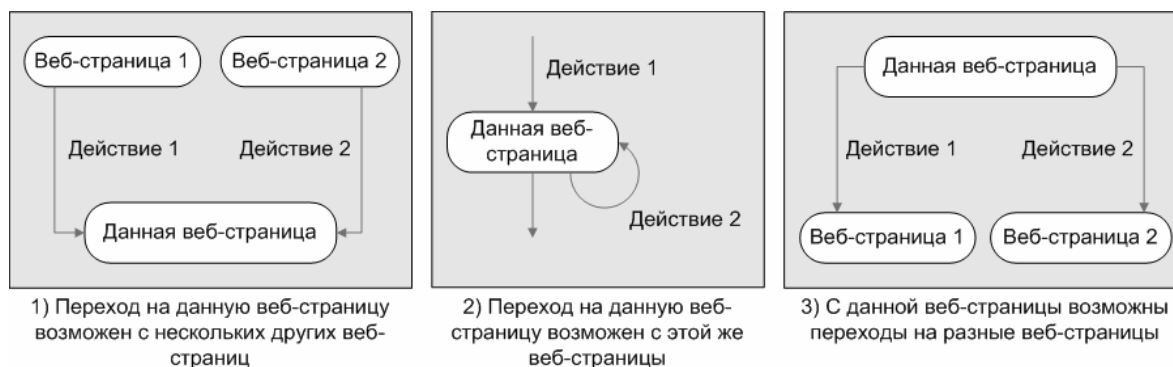 Веб-страница 1
Веб-страница 2
Действие 1
Действие 2
Данная веб-страница
1) Переход на данную веб-страницу
возможен с нескольких других веб-
страниц
Действие 1
Данная веб-
страница
Действие 2
2) Переход на данную веб-
страницу возможен с этой же
веб-страницы
Данная веб-страница
Действие 1
Действие 2
Веб-страница 1
Веб-страница 2
3) С данной веб-страницы возможны
переходы на разные веб-страницы